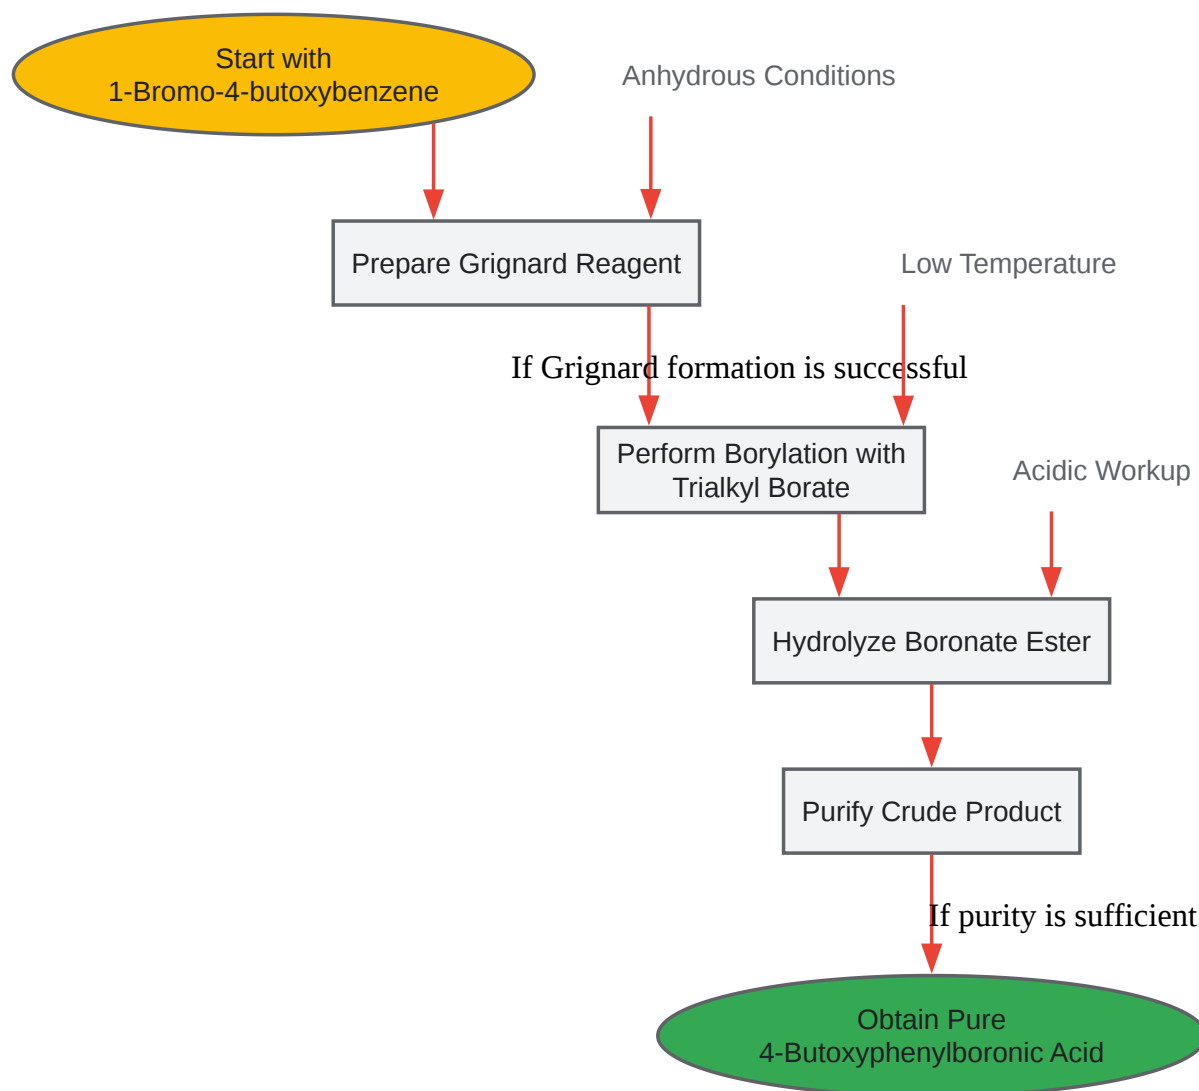 Start with
1-Bromo-4-butoxybenzene
Anhydrous Conditions
Prepare Grignard Reagent
Low Temperature
If Grignard formation is successful
Perform Borylation with
Trialkyl Borate
Acidic Workup
Hydrolyze Boronate Ester
Purify Crude Product
If purity is sufficient
Obtain Pure
4-Butoxyphenylboronic Acid